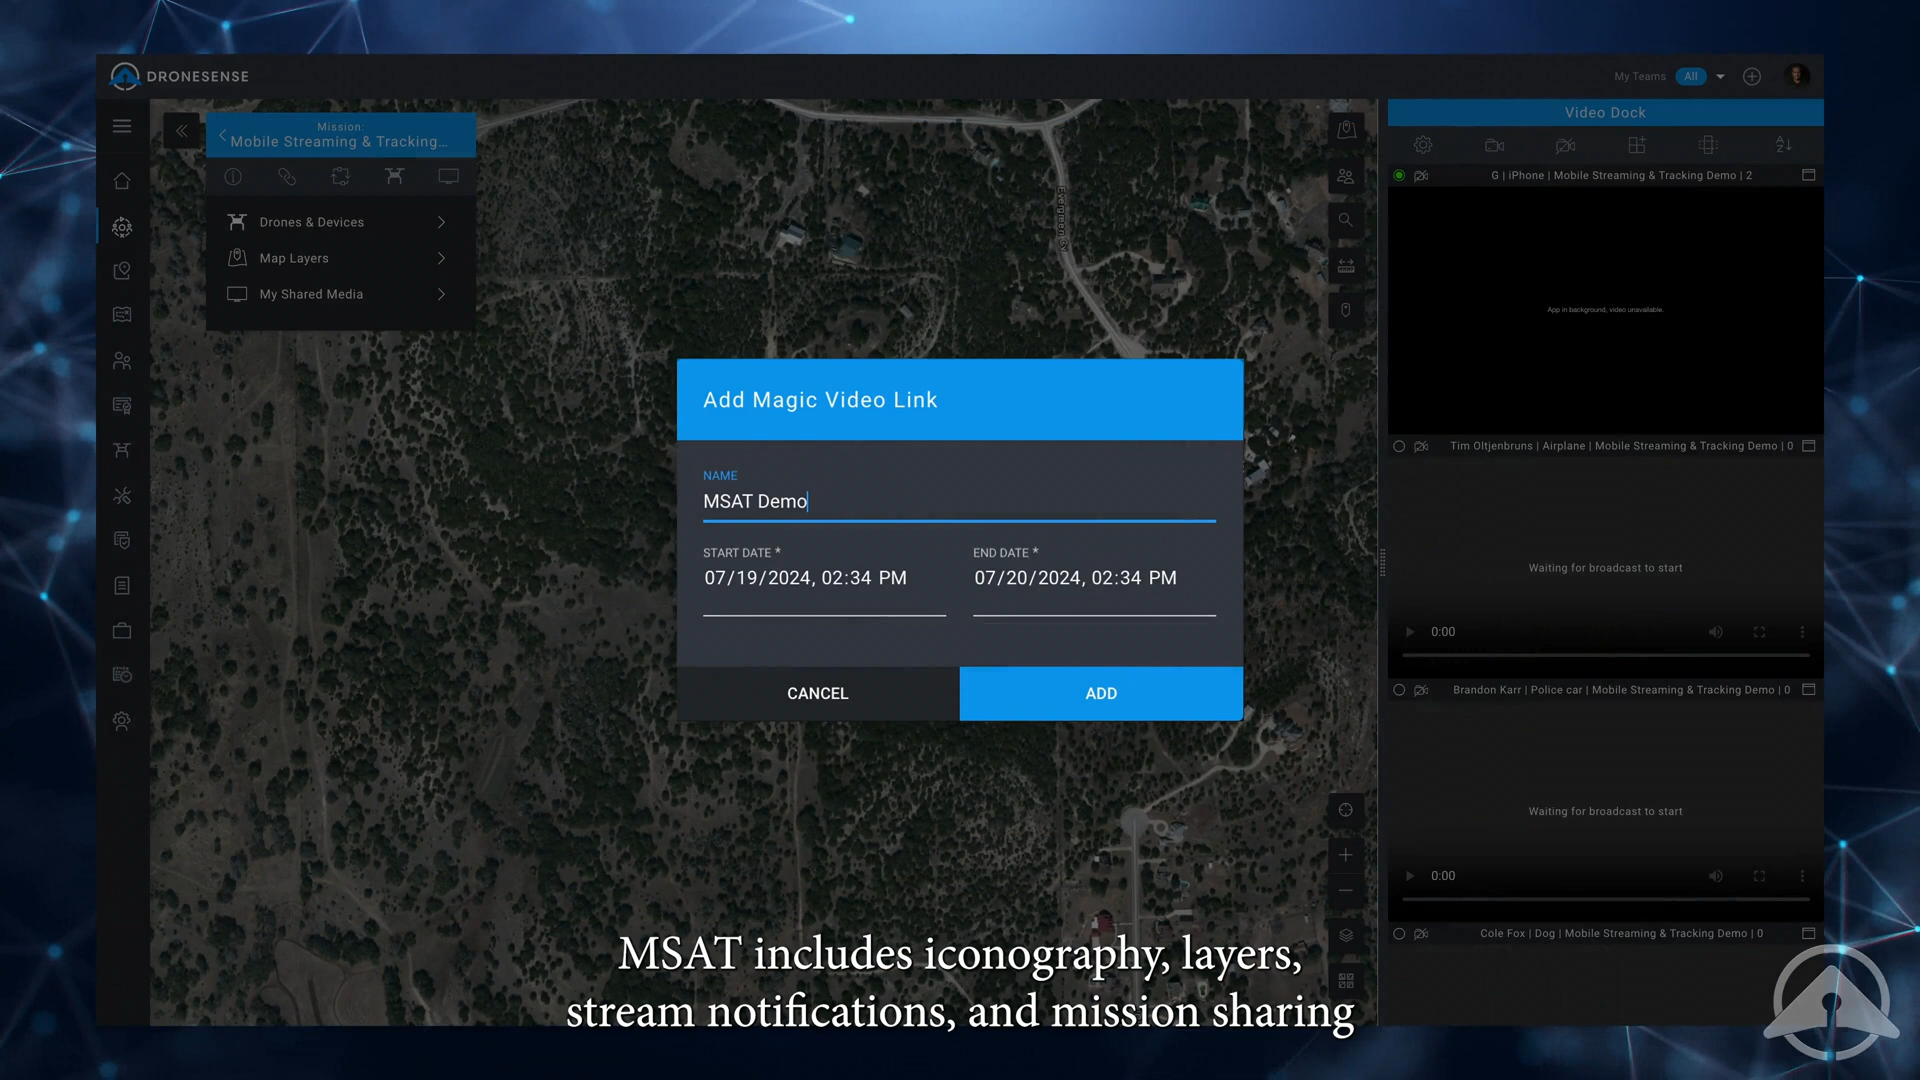 DRONESENSE
My Teams All
Mission:
Mobile Streaming & Tracking...
Drones & Devices
Map Layers
My Shared Media
Add Magic Video Link
NAME
MSAT Demo
START DATE *
END DATE *
07/19/2024, 02:34 PM
07/20/2024, 02:34 PM
CANCEL
ADD
Video Dock
G | iPhone | Mobile Streaming & Tracking Demo | 2
App in background, video unavailable.
Tim Oltjenbruns | Airplane | Mobile Streaming & Tracking Demo | 0
Waiting for broadcast to start
0:00
Brandon Karr | Police car | Mobile Streaming & Tracking Demo | 0
Waiting for broadcast to start
0:00
Cole Fox | Dog | Mobile Streaming & Tracking Demo | 0
MSAT includes iconography, layers,
stream notifications, and mission sharing